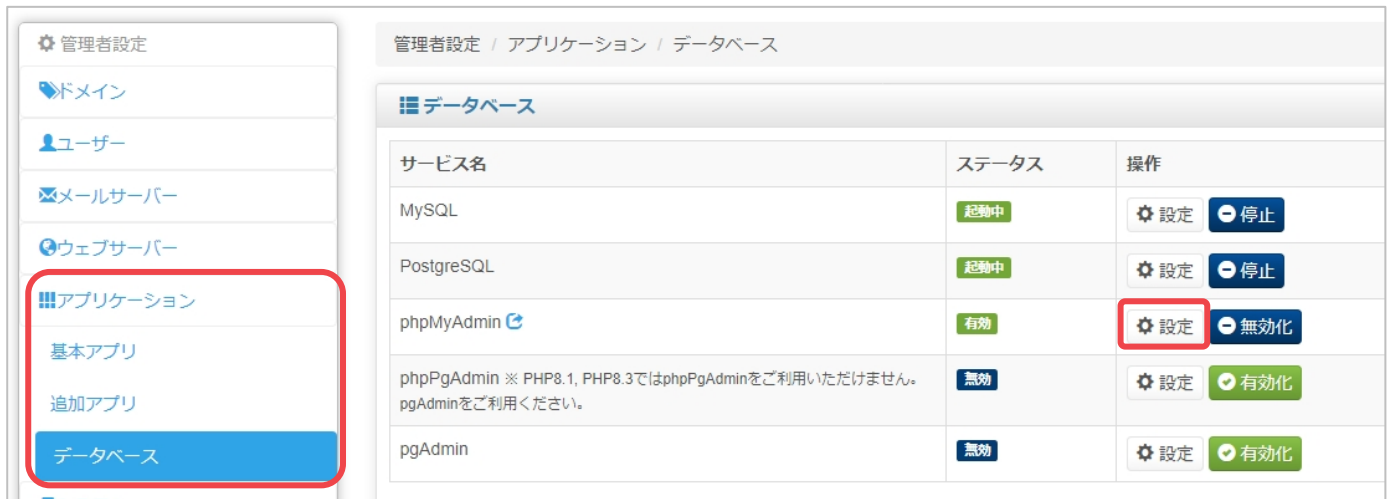 管理者設定
ドメイン
ユーザー
メールサーバー
ウェブサーバー
アプリケーション
基本アプリ
追加アプリ
データベース
管理者設定 / アプリケーション / データベース
データベース
サービス名 ステータス 操作
MySQL 起動中 設定 停止
PostgreSQL 起動中 設定 停止
phpMyAdmin 有効 設定 無効化
phpPgAdmin ※ PHP8.1, PHP8.3ではphpPgAdminをご利用いただけません。 無効 設定 有効化
pgAdminをご利用ください。
pgAdmin 無効 設定 有効化